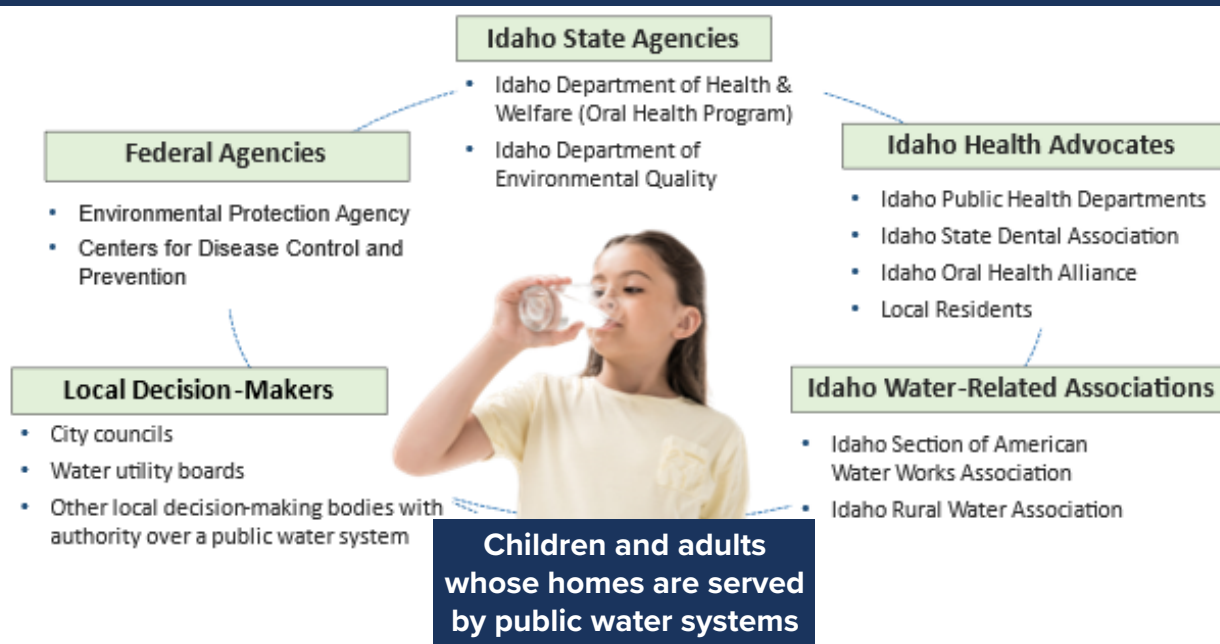 Idaho State Agencies
• Idaho Department of Health &
Welfare (Oral Health Program)
• Idaho Department of
Environmental Quality
Federal Agencies
• Environmental Protection Agency
• Centers for Disease Control and
Prevention
Idaho Health Advocates
• Idaho Public Health Departments
• Idaho State Dental Association
• Idaho Oral Health Alliance
• Local Residents
Local Decision-Makers
• City councils
• Water utility boards
• Other local decision-making bodies with
authority over a public water system
Idaho Water-Related Associations
• Idaho Section of American
Water Works Association
• Idaho Rural Water Association
Children and adults
whose homes are served
by public water systems